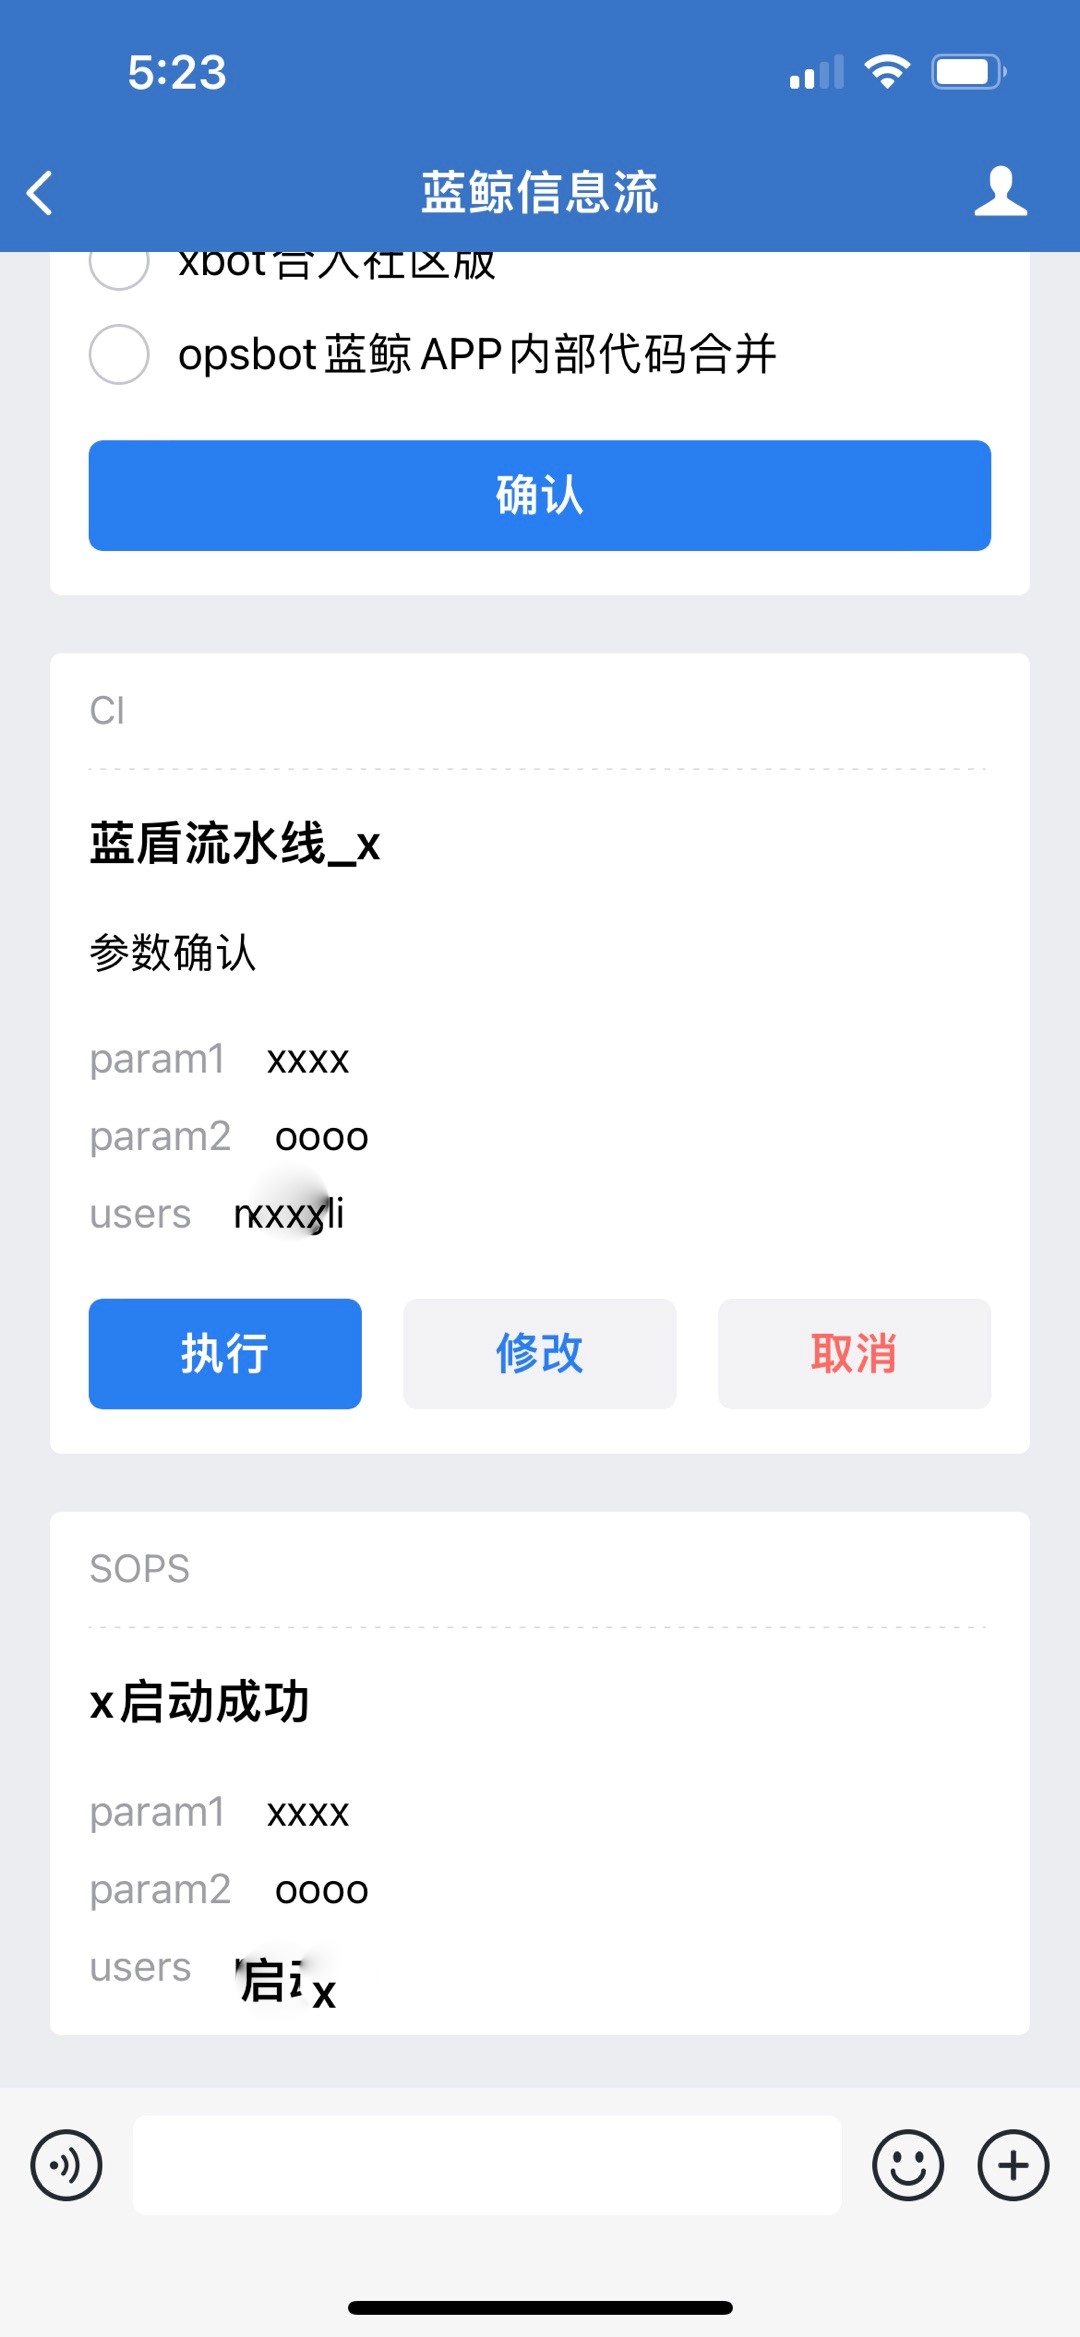 5:23
蓝鲸信息流
xbot合入社区版
opsbot蓝鲸APP内部代码合并
确认
CI
蓝盾流水线_x
参数确认
param1 xxxx
param2 oooo
users
执行
修改
取消
SOPS
x启动成功
param1 xxxx
param2 oooo
users